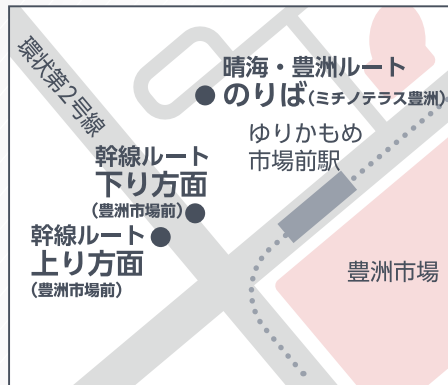 環状第2号線
晴海・豊洲ルート
のりば(ミチノテラス豊洲)
ゆりかもめ
市場前駅
幹線ルート
下り方面
(豊洲市場前)
幹線ルート
上り方面
(豊洲市場前)
豊洲市場